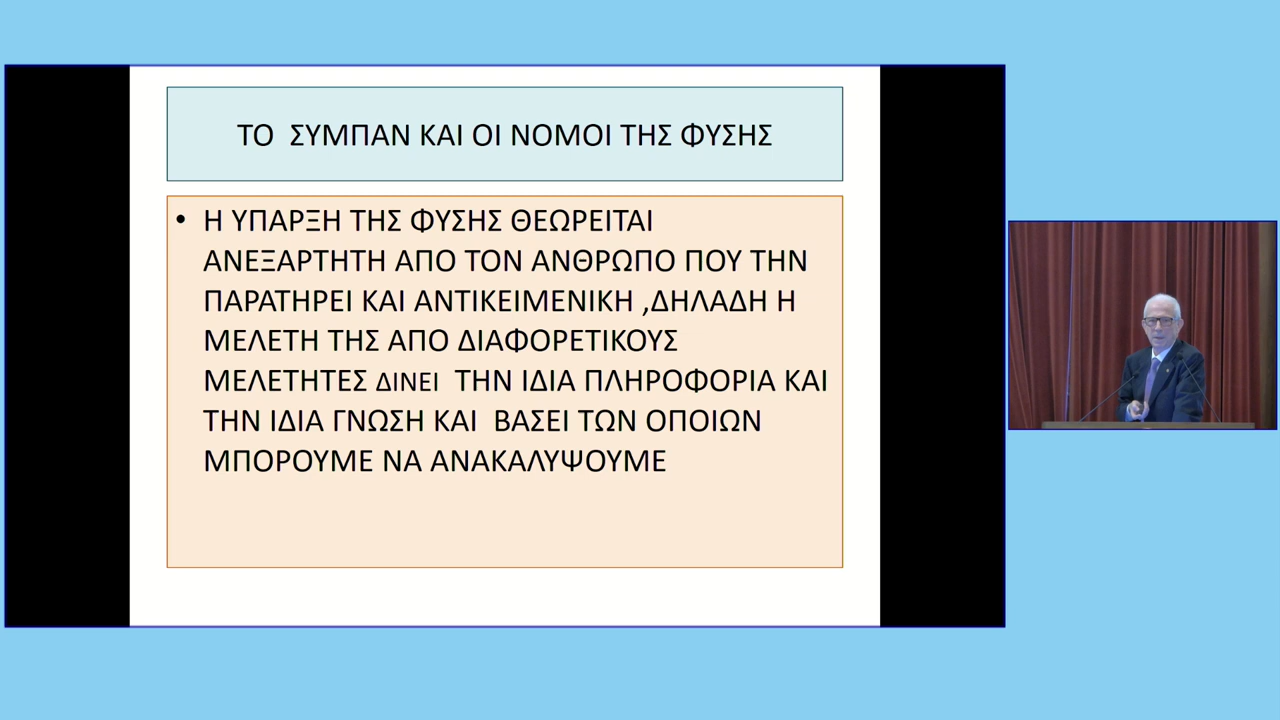 ΤΟ ΣΥΜΠΑΝ ΚΑΙ ΟΙ ΝΟΜΟΙ ΤΗΣ ΦΥΣΗΣ
• Η ΥΠΑΡΞΗ ΤΗΣ ΦΥΣΗΣ ΘΕΩΡΕΙΤΑΙ
ΑΝΕΞΑΡΤΗΤΗ ΑΠΟ ΤΟΝ ΑΝΘΡΩΠΟ ΠΟΥ ΤΗΝ
ΠΑΡΑΤΗΡΕΙ ΚΑΙ ΑΝΤΙΚΕΙΜΕΝΙΚΗ ,ΔΗΛΑΔΗ Η
ΜΕΛΕΤΗ ΤΗΣ ΑΠΟ ΔΙΑΦΟΡΕΤΙΚΟΥΣ
ΜΕΛΕΤΗΤΕΣ ΔΙΝΕΙ ΤΗΝ ΙΔΙΑ ΠΛΗΡΟΦΟΡΙΑ ΚΑΙ
ΤΗΝ ΙΔΙΑ ΓΝΩΣΗ ΚΑΙ ΒΑΣΕΙ ΤΩΝ ΟΠΟΙΩΝ
ΜΠΟΡΟΥΜΕ ΝΑ ΑΝΑΚΑΛΥΨΟΥΜΕ